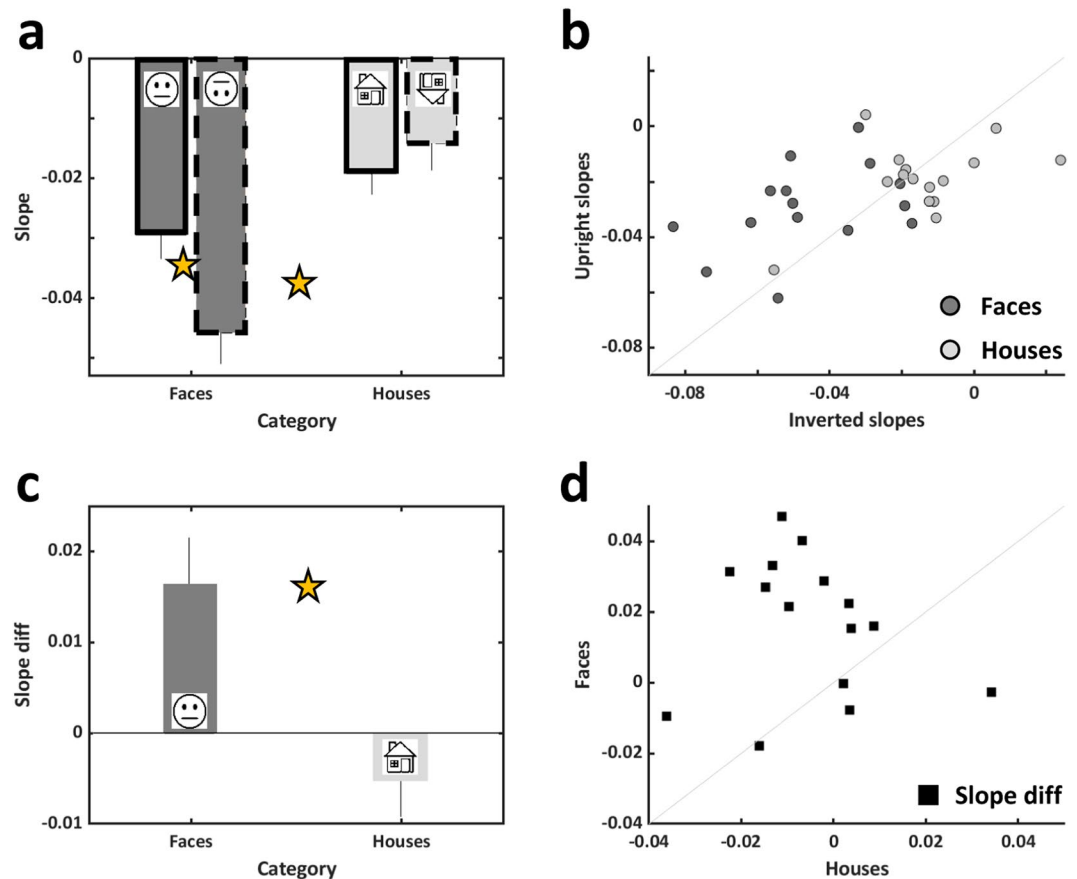 a
0
-0.02
-0.04
Slope
Faces
Houses
Category
b
0
-0.04
-0.08
Upright slopes
-0.08
-0.04
0
Inverted slopes
Faces
Houses
c
0.02
0.01
0
-0.01
Slope diff
Faces
Houses
Category
d
0.04
0.02
0
-0.02
-0.04
Faces
-0.04
-0.02
0
0.02
0.04
Houses
Slope diff